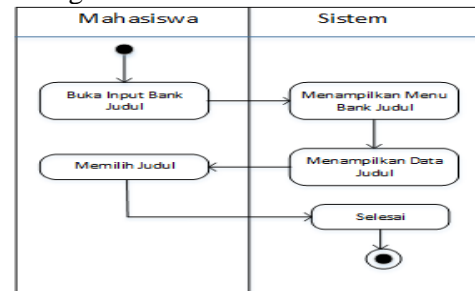 Mahasiswa
Sistem
Buka Input Bank
Judul
Menampilkan Menu
Bank Judul
Menampilkan Data
Judul
Memilih Judul
Selesai